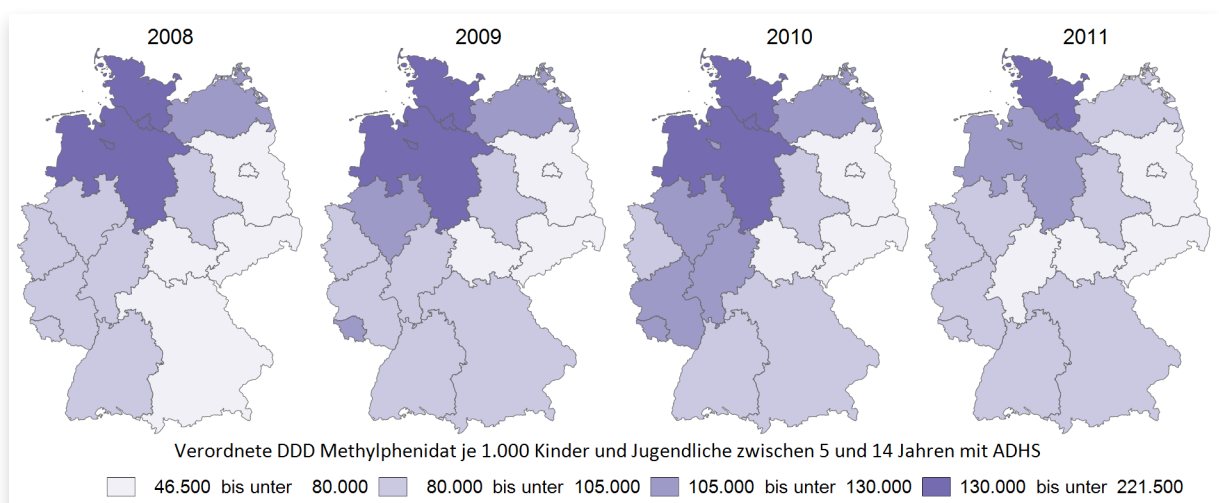 2008 2009 2010 2011
Verordnete DDD Methylphenidat je 1.000 Kinder und Jugendliche zwischen 5 und 14 Jahren mit ADHS
46.500 bis unter 80.000 80.000 bis unter 105.000 105.000 bis unter 130.000 130.000 bis unter 221.500